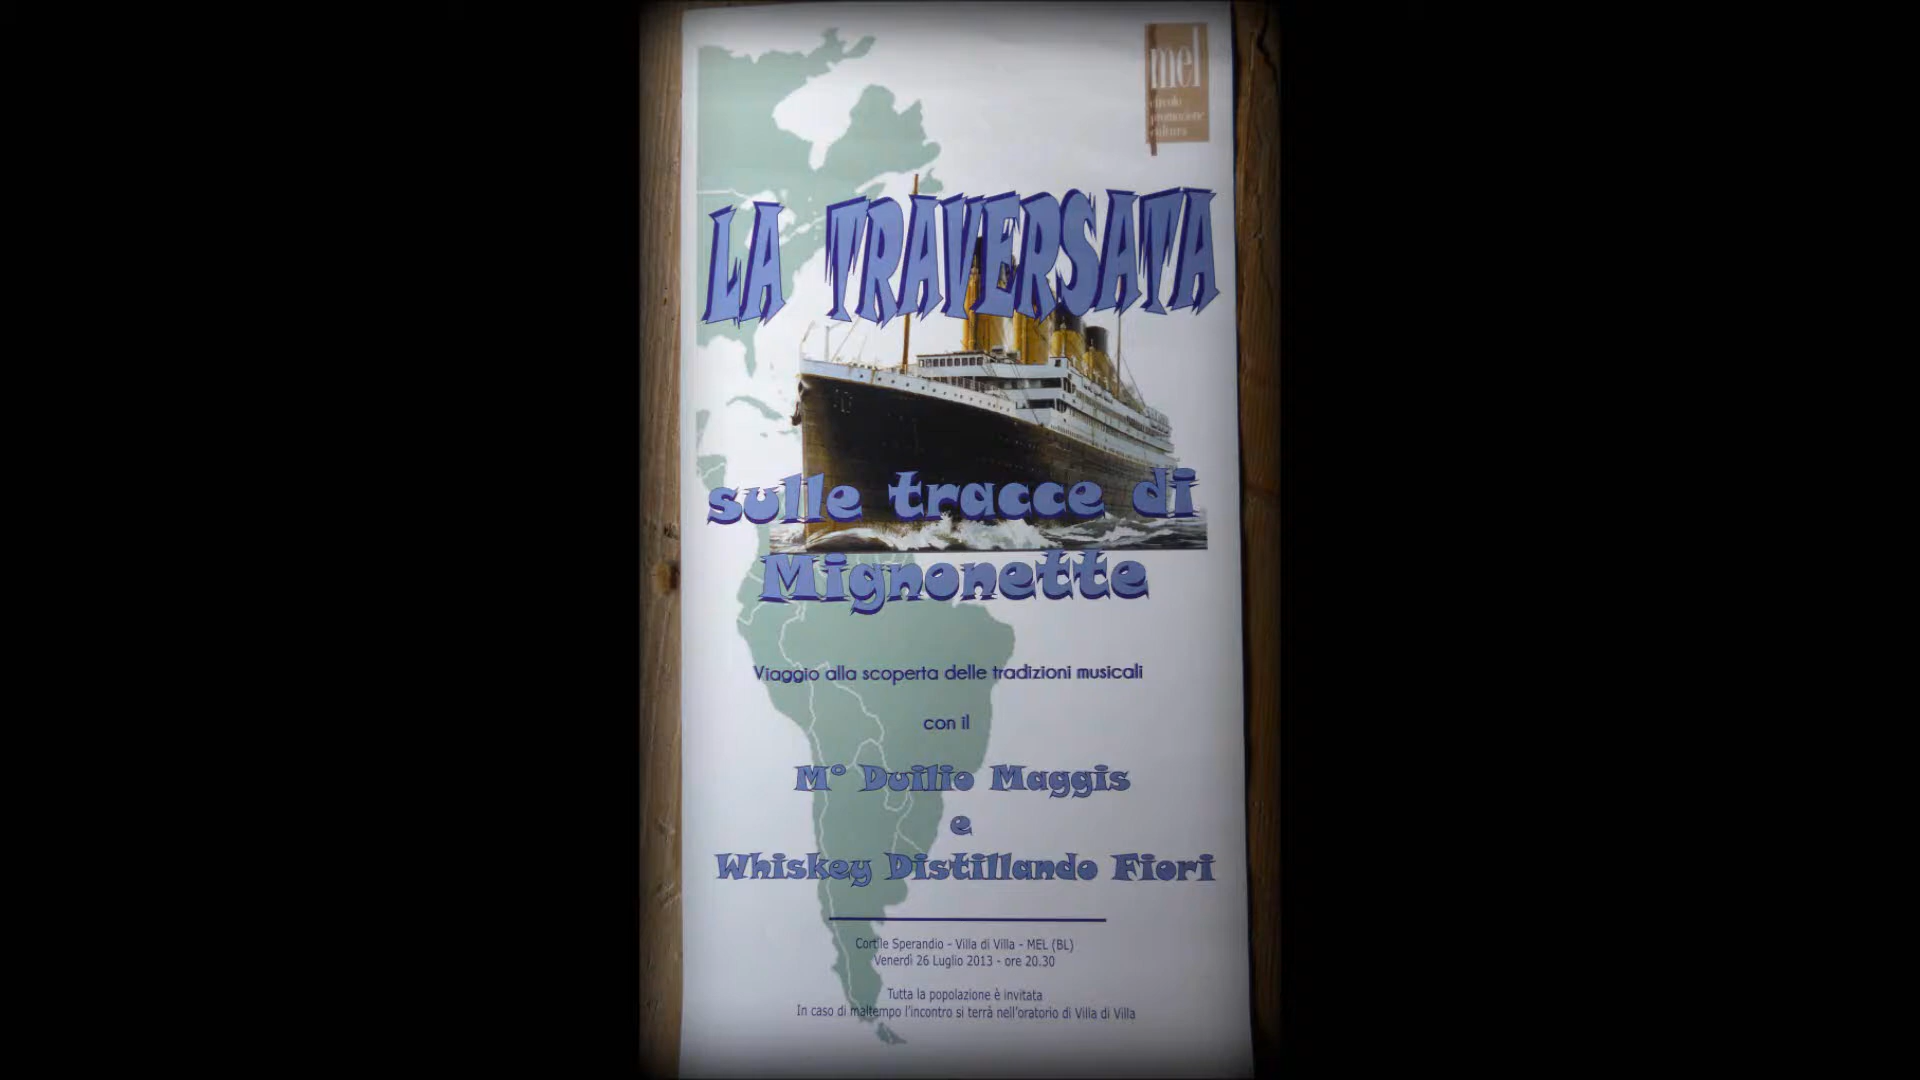 mel
circolo
promozione
cultura
LA TRAVERSATA
sulle tracce di
Mignonette
Viaggio alla scoperta delle tradizioni musicali
con il
M° Duilio Maggis
e
Whiskey Distillando Fiori
Cortile Sperandio - Villa di Villa - MEL (BL)
Venerdì 26 Luglio 2013 - ore 20.30
Tutta la popolazione è invitata
In caso di maltempo l'incontro si terrà nell'oratorio di Villa di Villa